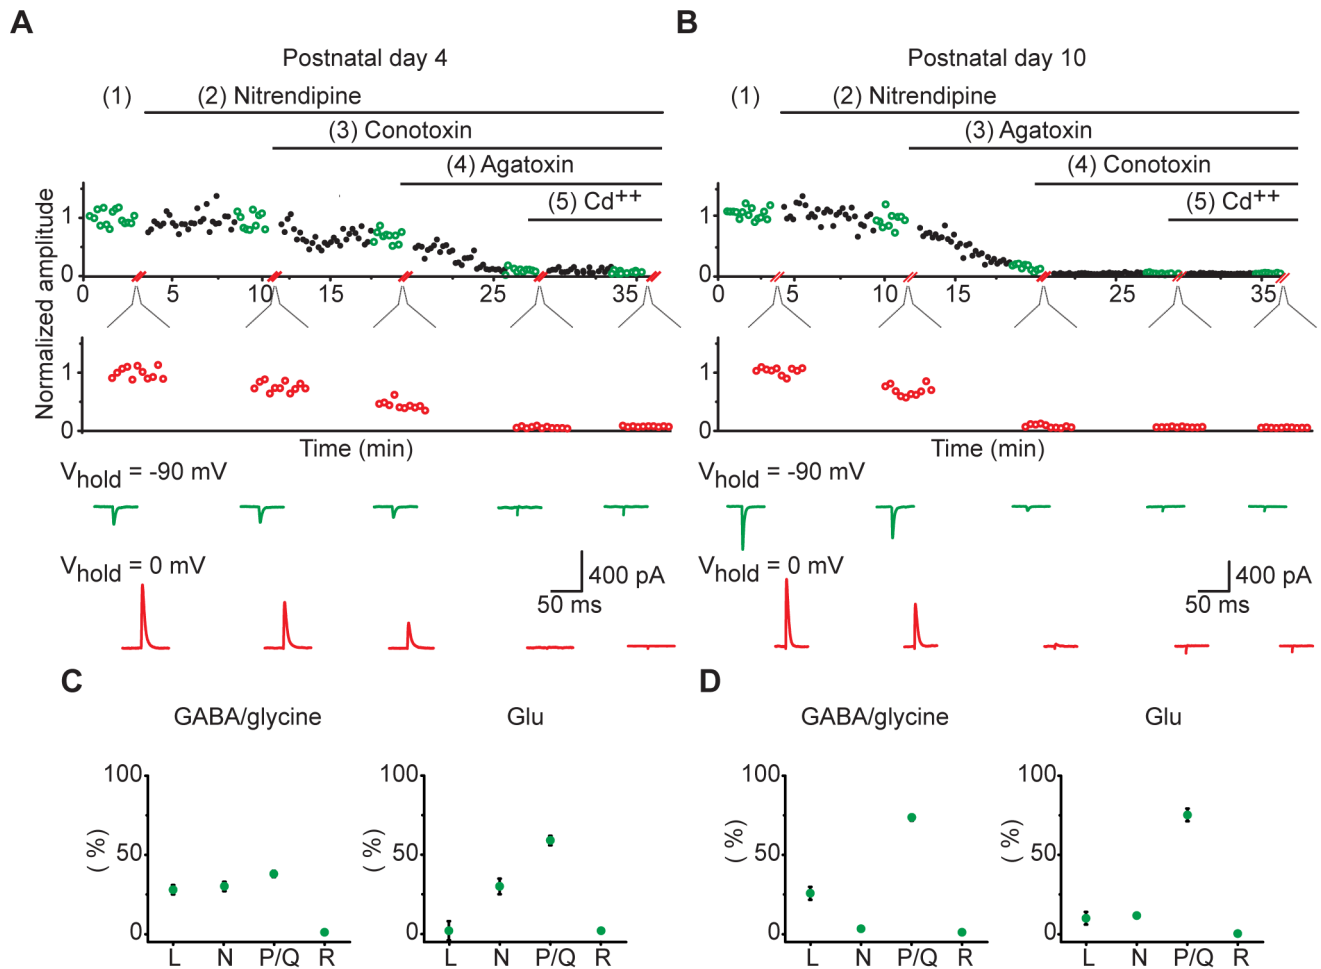 A
B
Postnatal day 4
Postnatal day 10
(1)
(2) Nitrendipine
(3) Conotoxin
(4) Agatoxin
(5) Cd++
(1)
(2) Nitrendipine
(3) Agatoxin
(4) Conotoxin
(5) Cd++
Normalized amplitude
1
0
0 5 10 15 25 35
1
0
Time (min)
1
0
0 5 10 15 25 35
1
0
Time (min)
Vhold = -90 mV
Vhold = 0 mV
400 pA
50 ms
Vhold = -90 mV
Vhold = 0 mV
400 pA
50 ms
C
GABA/glycine
Glu
( %)
100
50
0
L N P/Q R
( %)
100
50
0
L N P/Q R
D
GABA/glycine
Glu
( %)
100
50
0
L N P/Q R
( %)
100
50
0
L N P/Q R